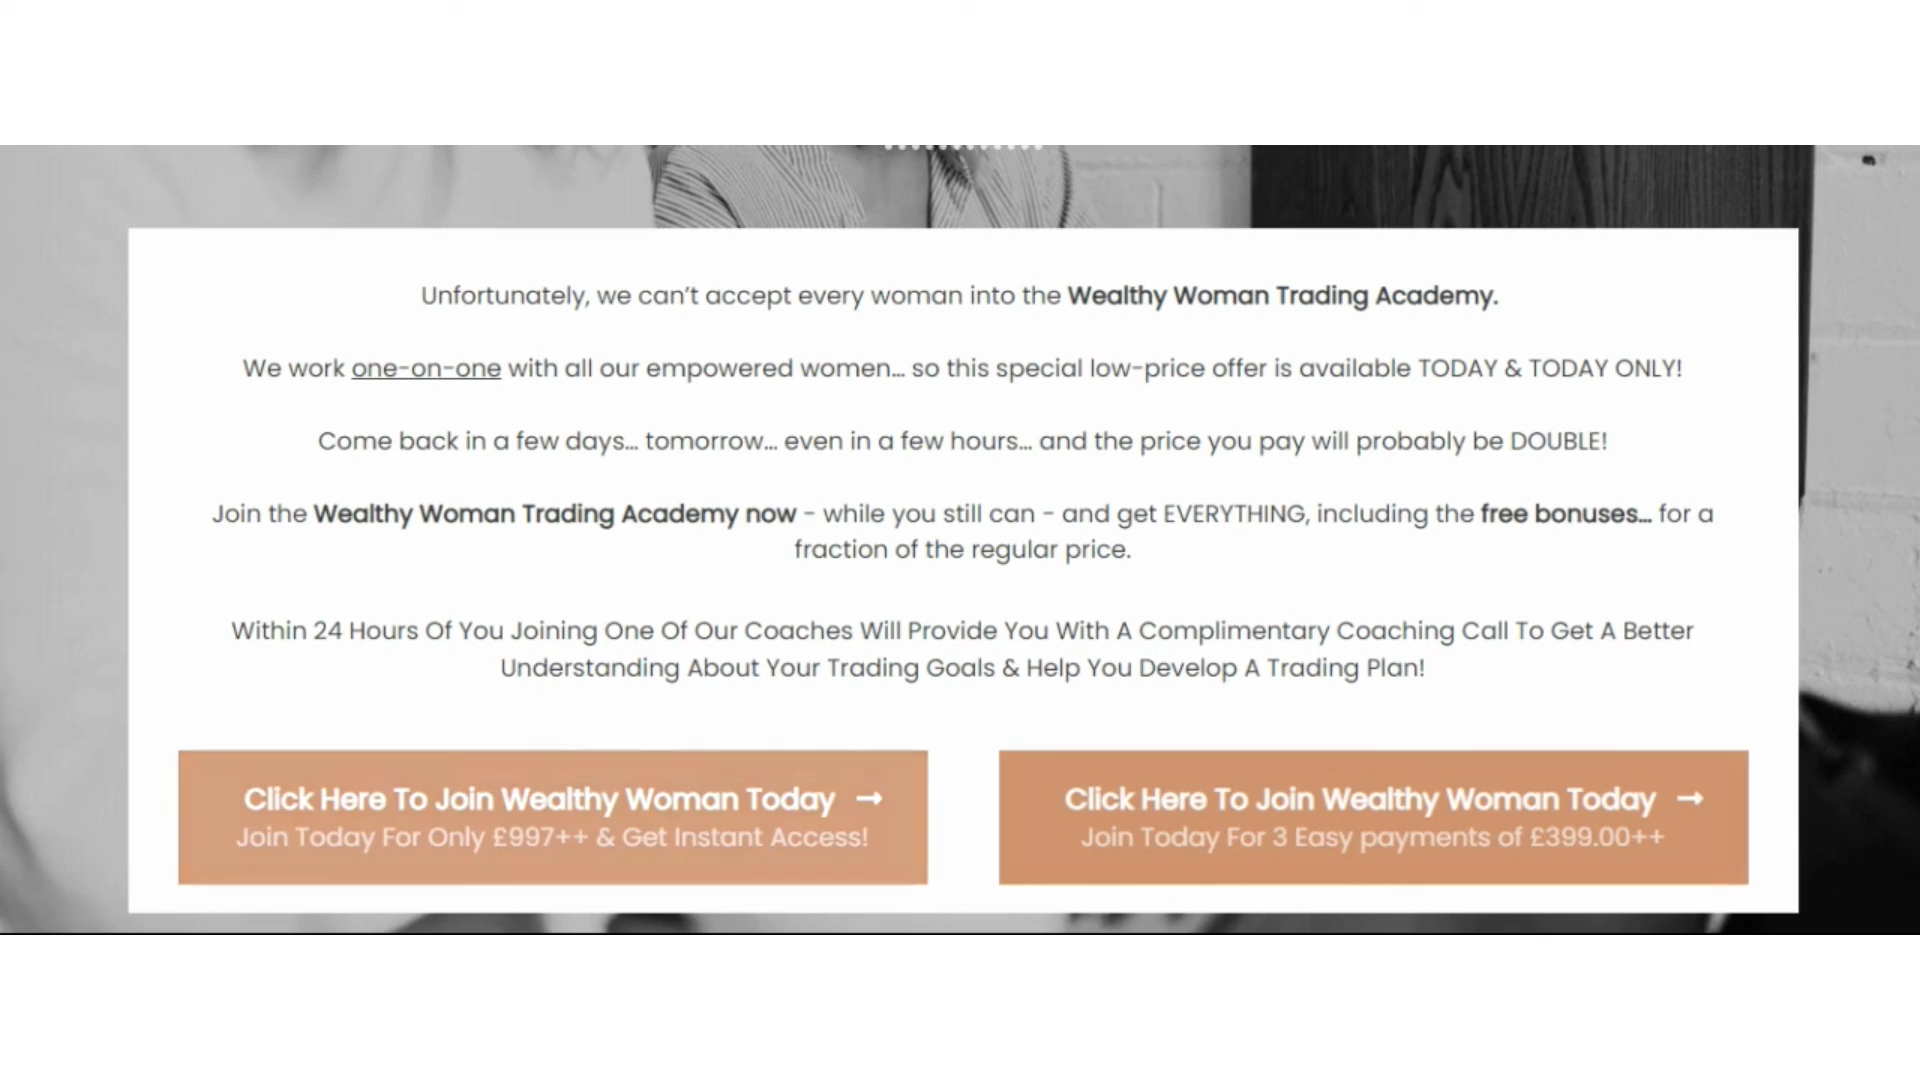 Unfortunately, we can't accept every woman into the Wealthy Woman Trading Academy.
We work one-on-one with all our empowered women... so this special low-price offer is available TODAY & TODAY ONLY!
Come back in a few days... tomorrow... even in a few hours... and the price you pay will probably be DOUBLE!
Join the Wealthy Woman Trading Academy now - while you still can - and get EVERYTHING, including the free bonuses... for a
fraction of the regular price.
Within 24 Hours Of You Joining One Of Our Coaches Will Provide You With A Complimentary Coaching Call To Get A Better
Understanding About Your Trading Goals & Help You Develop A Trading Plan!
Click Here To Join Wealthy Woman Today →
Join Today For Only £997++ & Get Instant Access!
Click Here To Join Wealthy Woman Today →
Join Today For 3 Easy payments of £399.00++